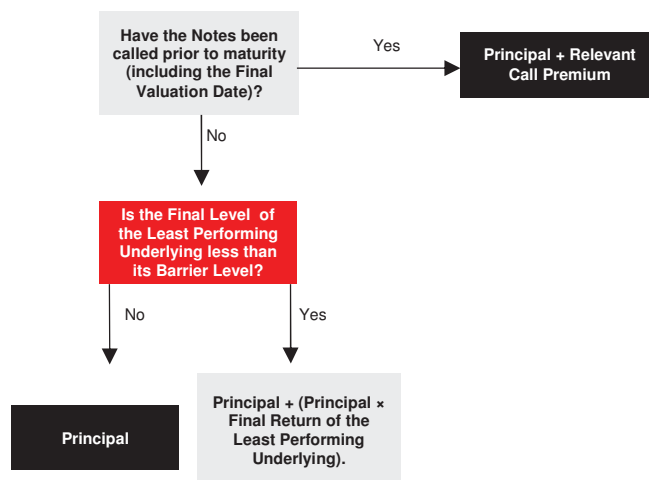 Have the Notes been
called prior to maturity
(including the Final
Valuation Date)?
Yes
Principal + Relevant
Call Premium
No
Is the Final Level of
the Least Performing
Underlying less than
its Barrier Level?
No
Yes
Principal
Principal + (Principal ×
Final Return of the
Least Performing
Underlying).